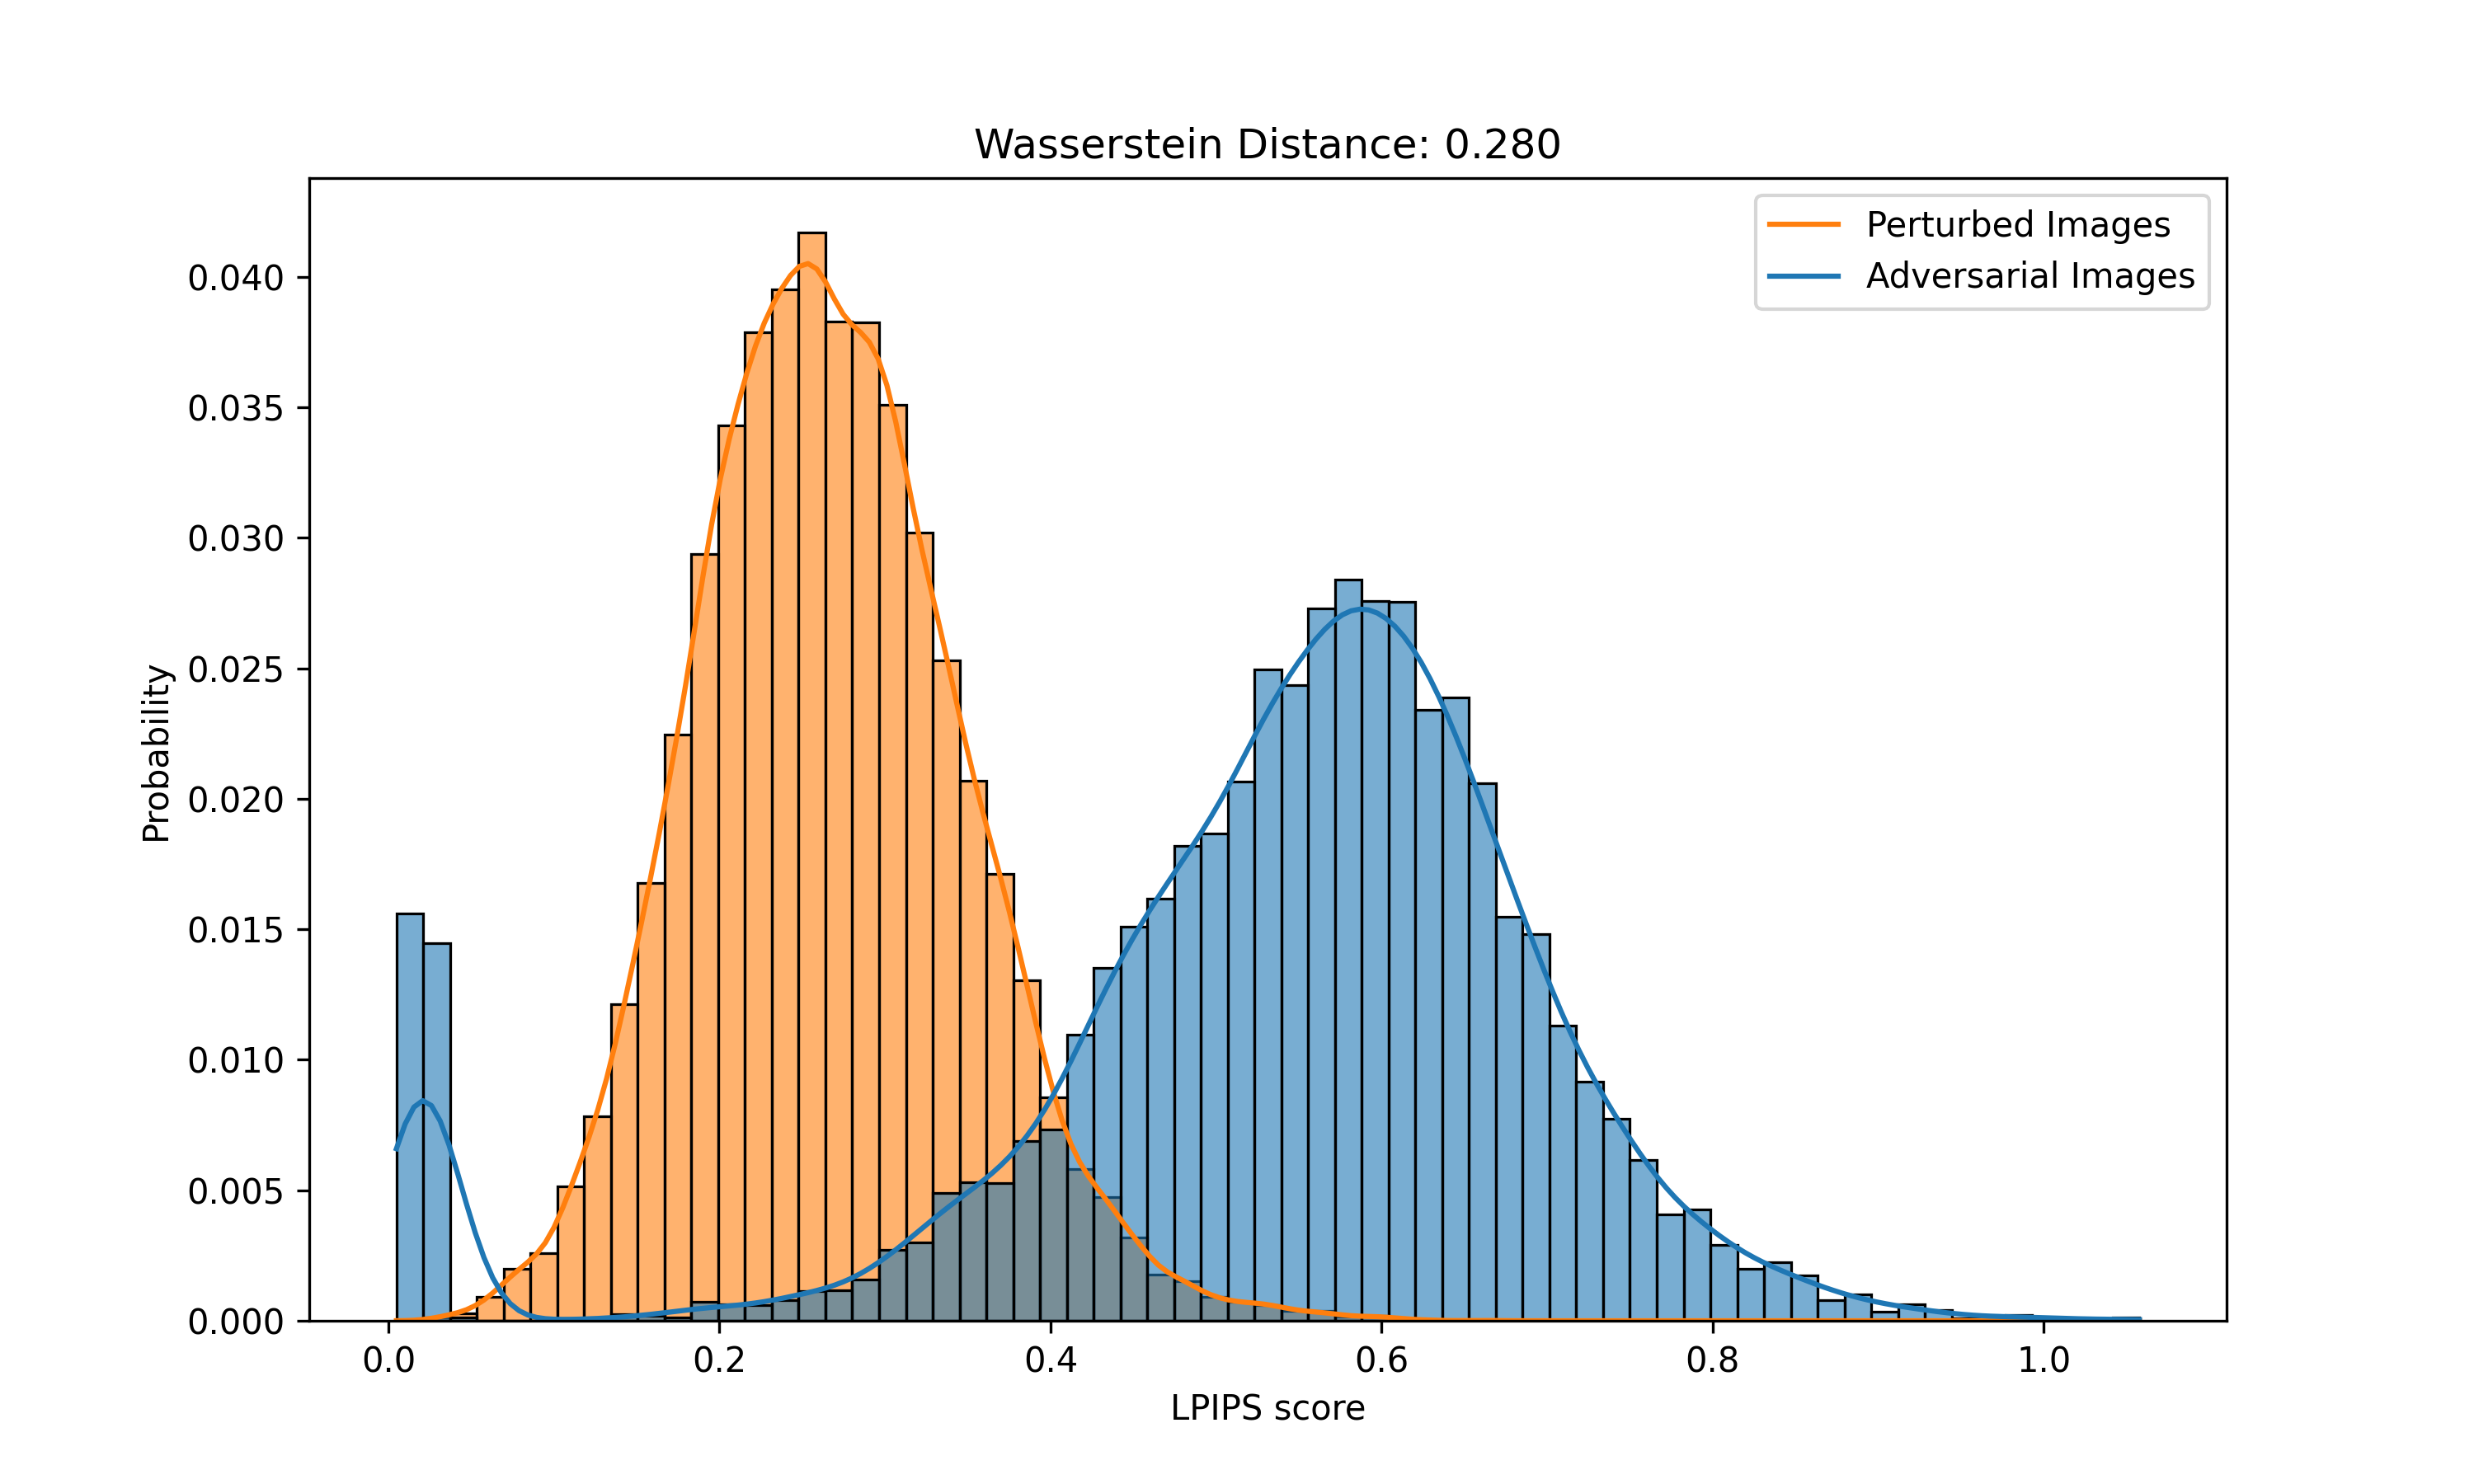 Wasserstein Distance: 0.280
Perturbed Images
Adversarial Images
Probability
0.040
0.035
0.030
0.025
0.020
0.015
0.010
0.005
0.000
0.0 0.2 0.4 0.6 0.8 1.0
LPIPS score